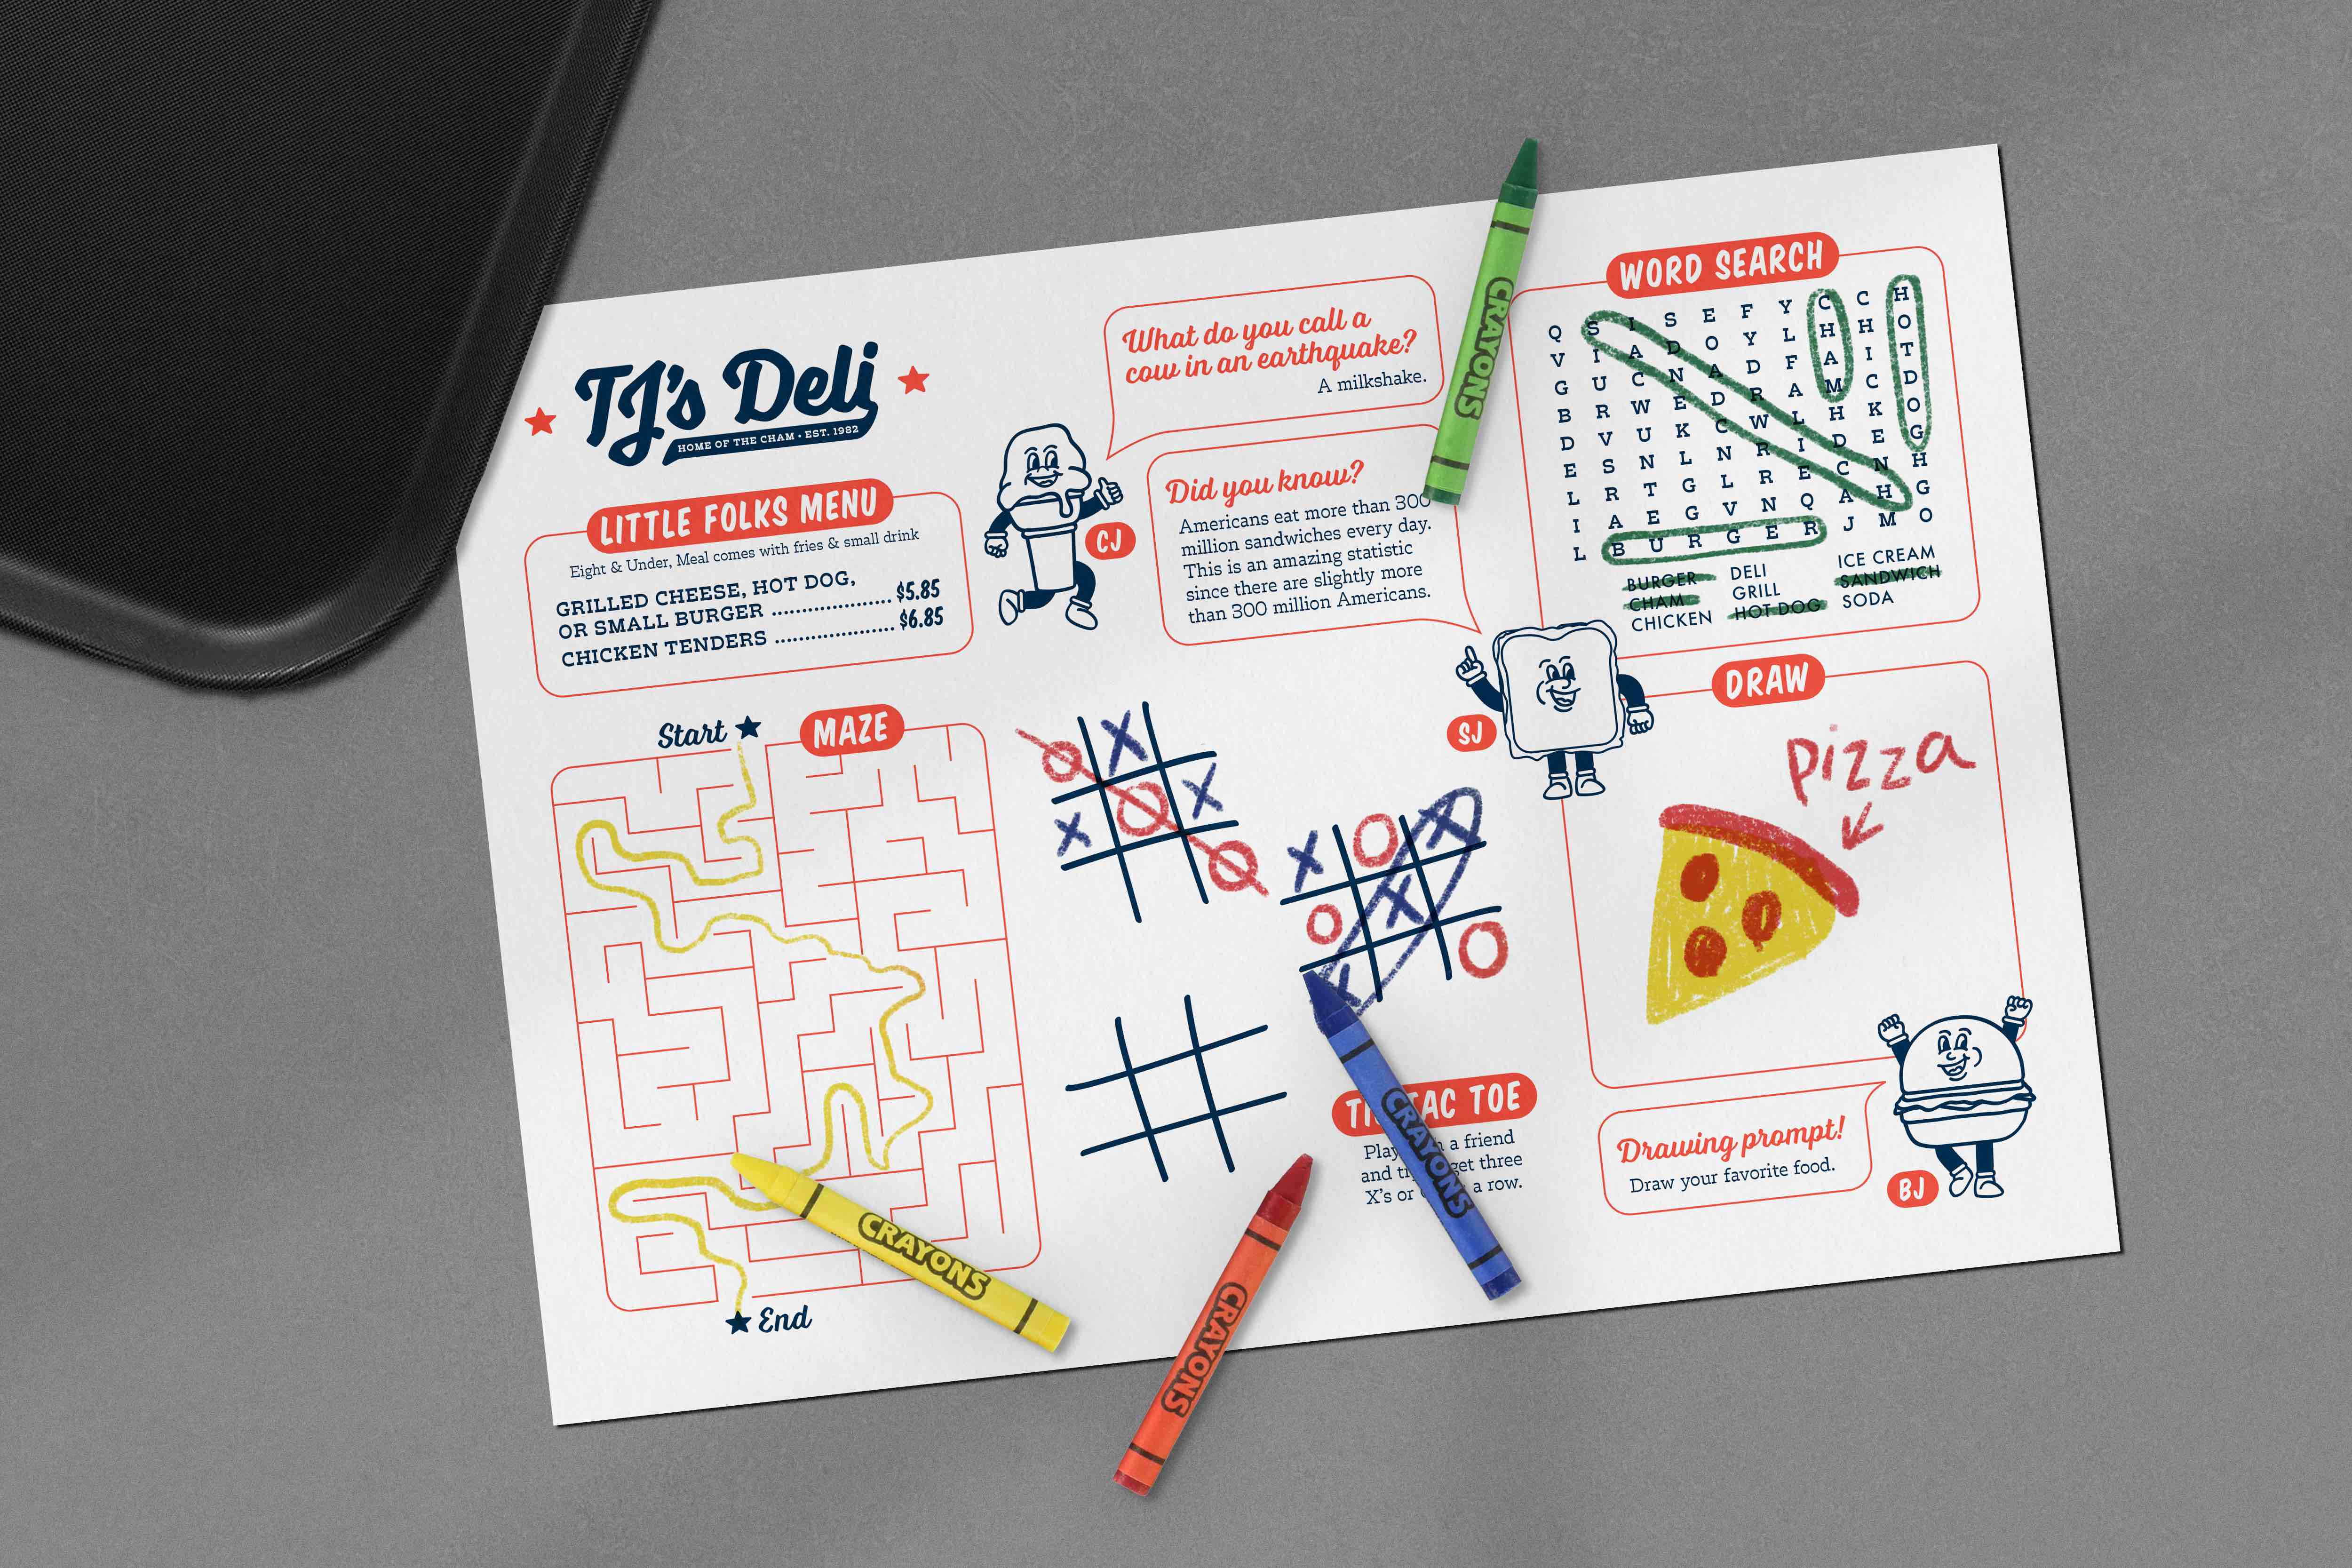 TJ's Deli
HOME OF THE CHAM • EST. 1982
LITTLE FOLKS MENU
Eight & Under, Meal comes with fries & small drink
GRILLED CHEESE, HOT DOG,
OR SMALL BURGER .................... $5.85
CHICKEN TENDERS .................... $6.85
What do you call a
cow in an earthquake?
A milkshake.
CJ
Did you know?
Americans eat more than 300
million sandwiches every day.
This is an amazing statistic
since there are slightly more
than 300 million Americans.
SJ
WORD SEARCH
Q S I S E F Y C C H
V I A D O Y L H H O
G U C N A D F A I T
B R W E D R A M C D
D V U K C W L H K O
E S N L N R I D E G
L R T G L R E C N H
I A E G V N Q A H G
L B U R G E R J M O
BURGER
CHAM
CHICKEN
DELI
GRILL
HOT DOG
ICE CREAM
SANDWICH
SODA
Start
MAZE
End
TAC TOE
Play a friend
and get three
X's or a row.
DRAW
pizza
Drawing prompt!
Draw your favorite food.
BJ
CRAYONS
CRAYONS
CRAYONS
CRAYONS